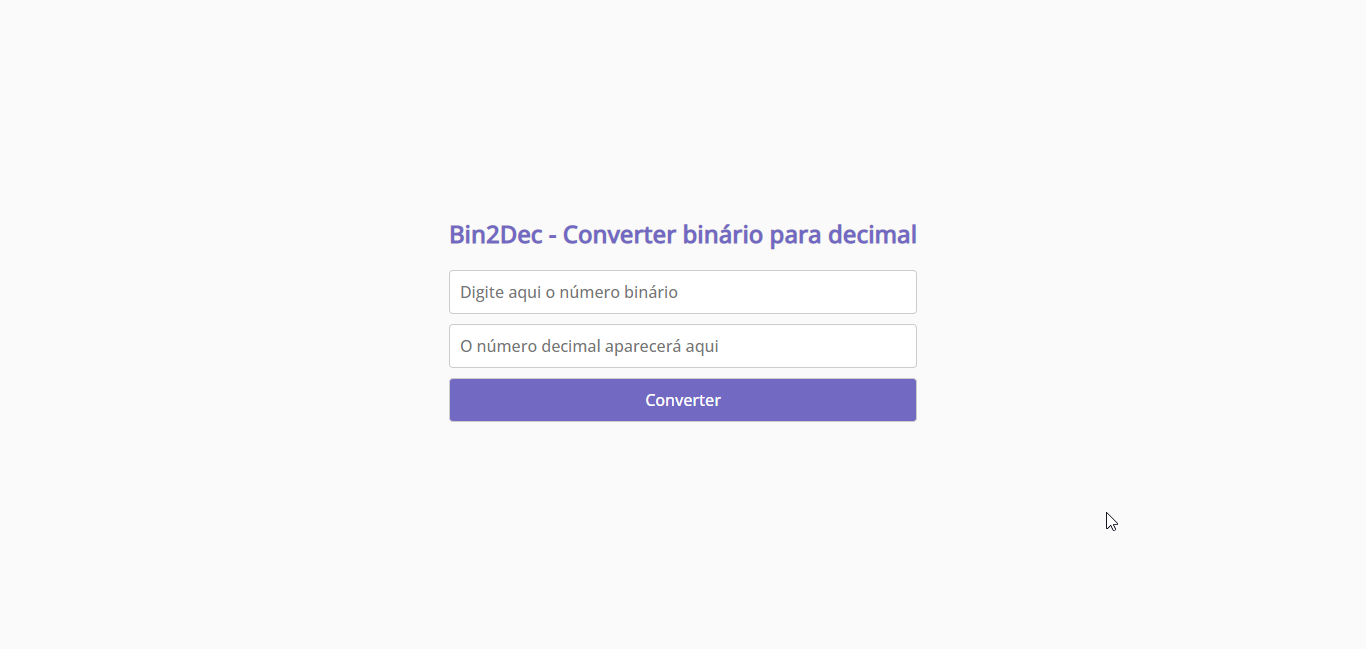 Bin2Dec - Converter binário para decimal
Digite aqui o número binário
O número decimal aparecerá aqui
Converter